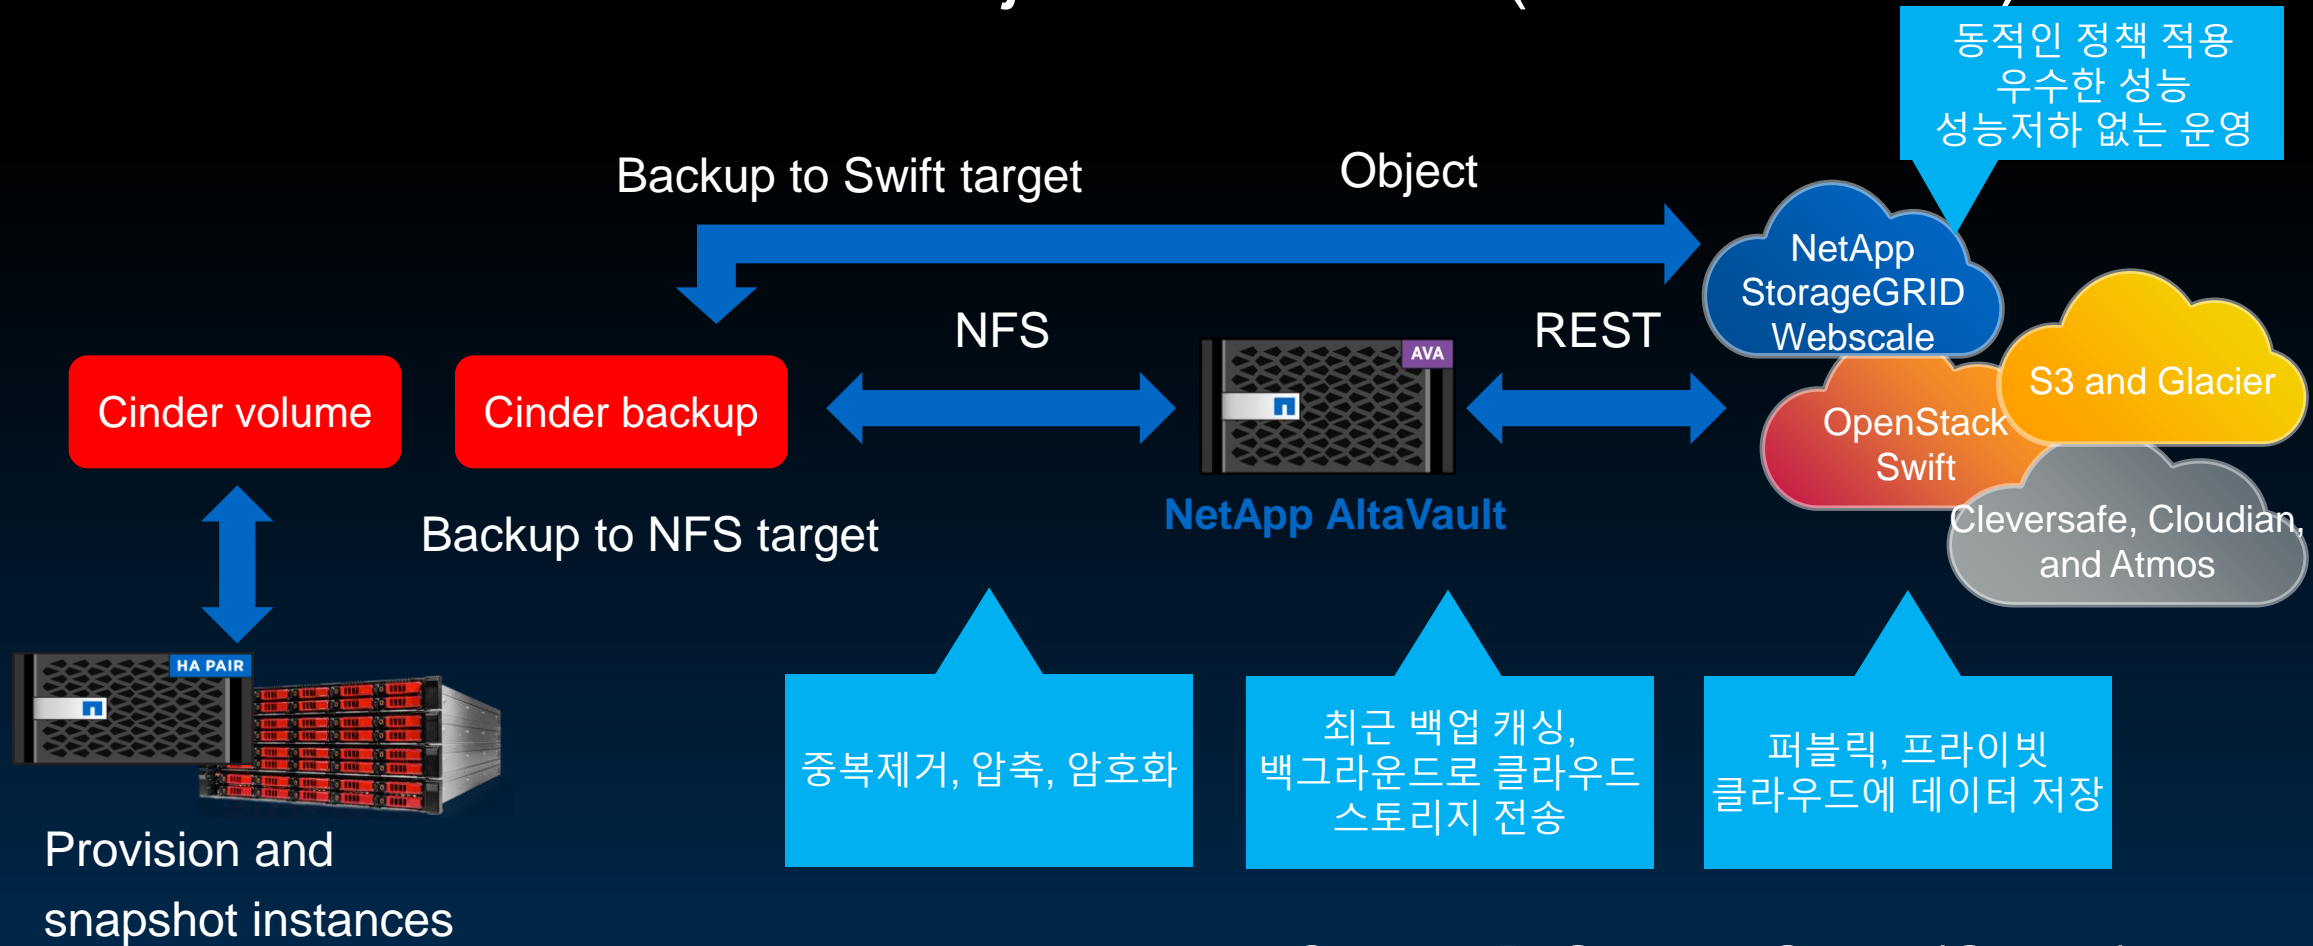 동적인 정책 적용
우수한 성능
성능저하 없는 운영
Backup to Swift target
Object
NetApp
StorageGRID
Webscale
NFS
REST
AVA
Cinder volume
Cinder backup
S3 and Glacier
OpenStack
Swift
NetApp AltaVault
Backup to NFS target
Cleversafe, Cloudian,
and Atmos
HA PAIR
중복제거, 압축, 암호화
최근 백업 캐싱,
백그라운드로 클라우드
스토리지 전송
퍼블릭, 프라이빗
클라우드에 데이터 저장
Provision and
snapshot instances